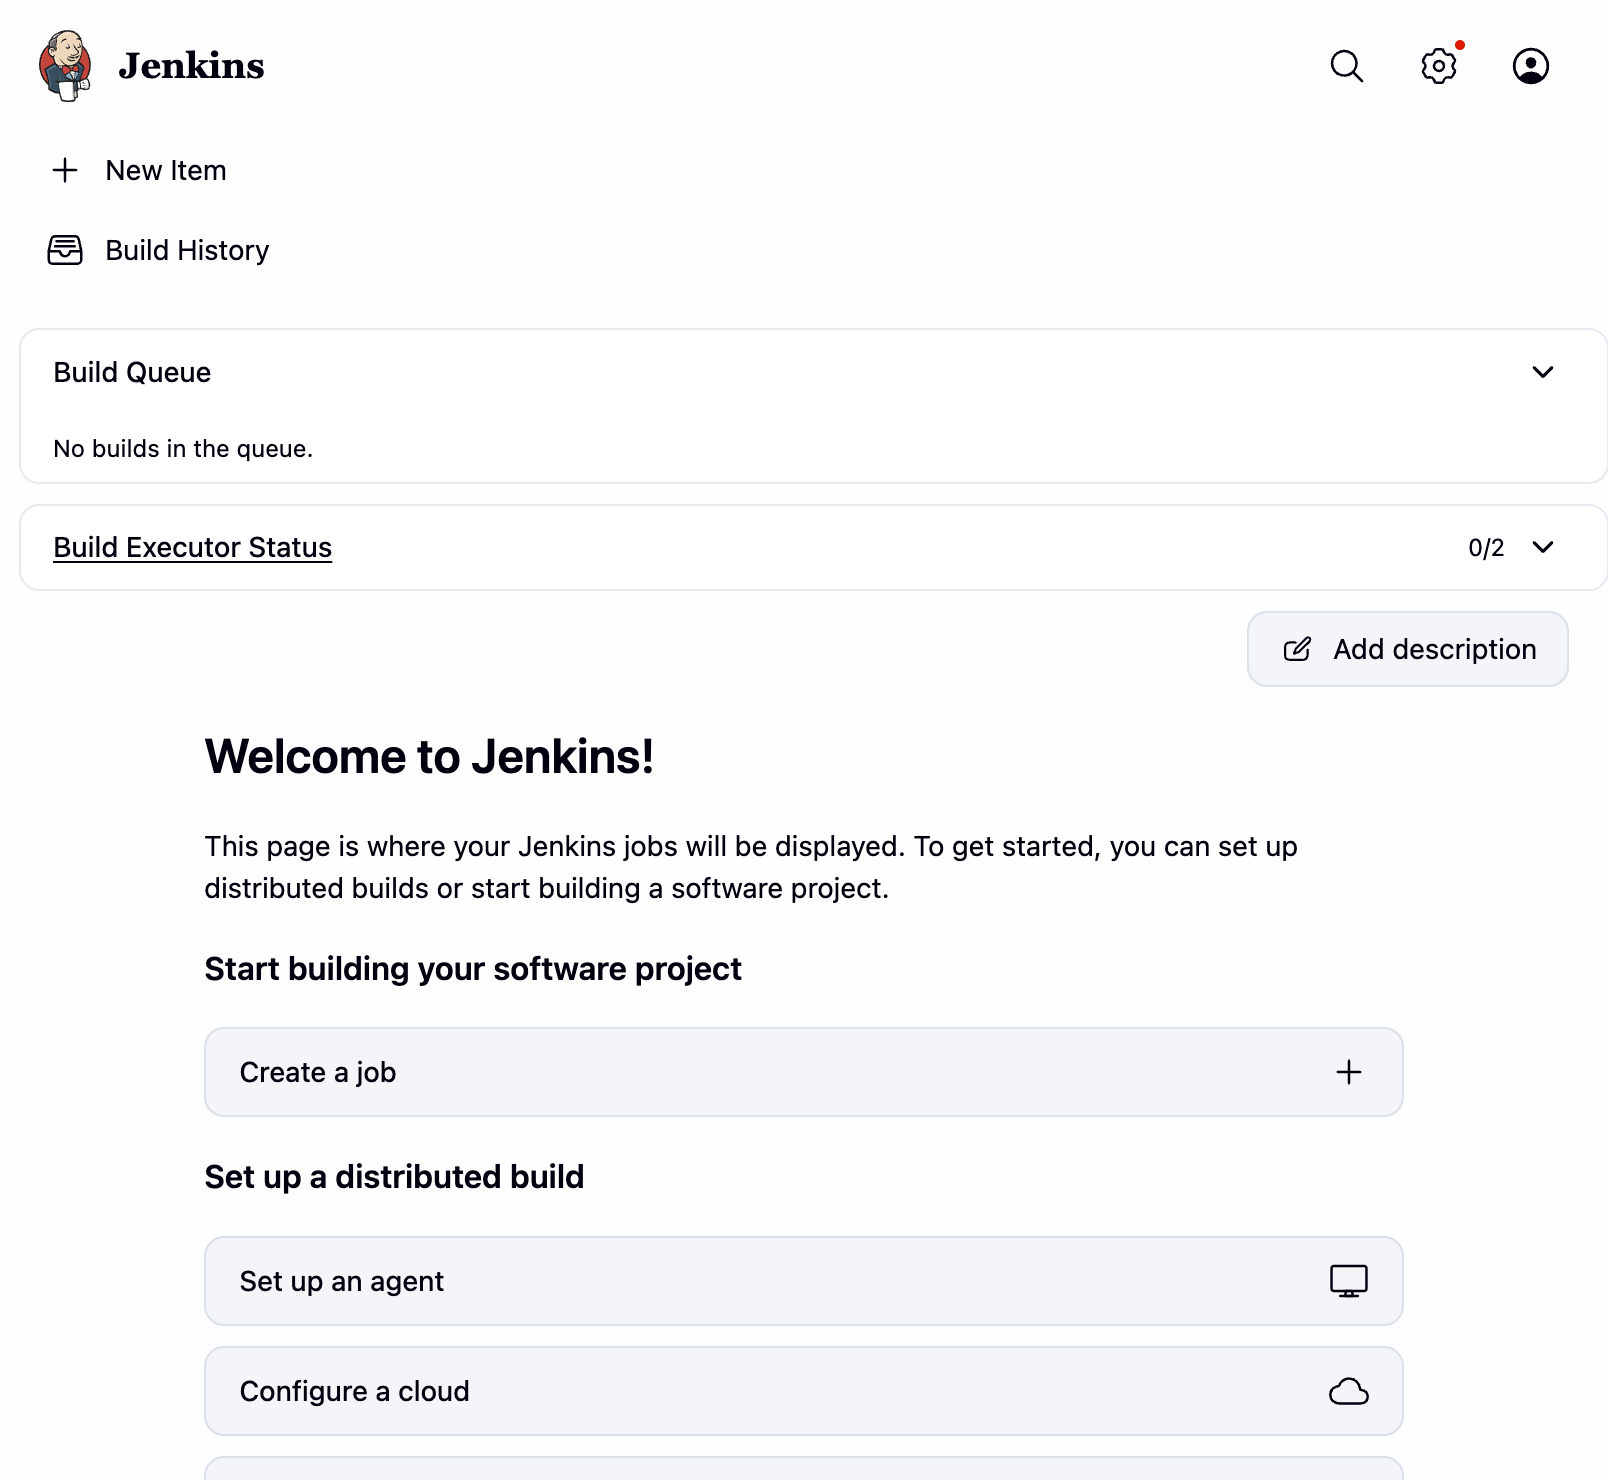 Jenkins
New Item
Build History
Build Queue
No builds in the queue.
Build Executor Status
0/2
Add description
Welcome to Jenkins!
This page is where your Jenkins jobs will be displayed. To get started, you can set up
distributed builds or start building a software project.
Start building your software project
Create a job
Set up a distributed build
Set up an agent
Configure a cloud